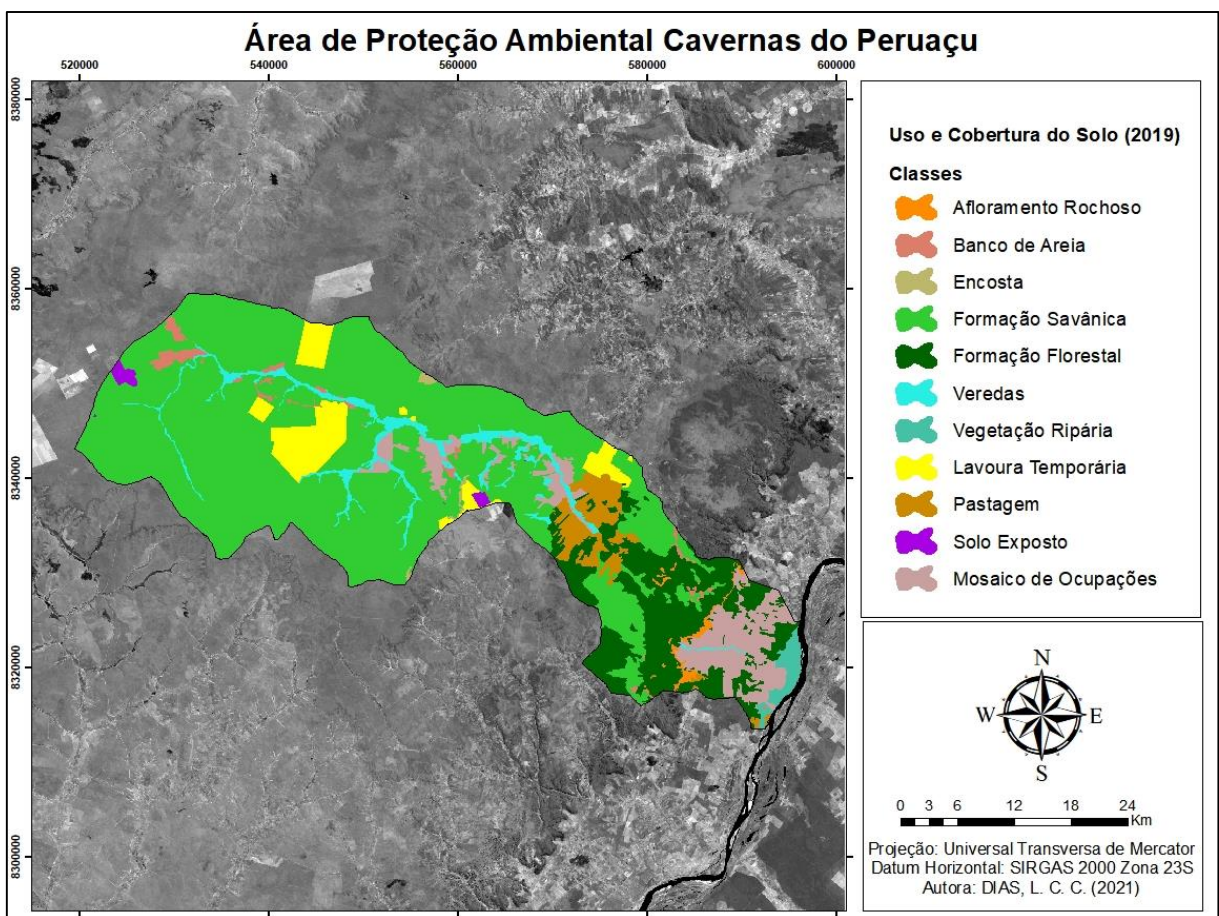 Área de Proteção Ambiental Cavernas do Peruaçu
520000 540000 560000 580000 600000
8380000
8360000
8340000
8320000
8300000
Uso e Cobertura do Solo (2019)
Classes
Afloramento Rochoso
Banco de Areia
Encosta
Formação Savânica
Formação Florestal
Veredas
Vegetação Ripária
Lavoura Temporária
Pastagem
Solo Exposto
Mosaico de Ocupações
N
W E
S
0 3 6 12 18 24
Km
Projeção: Universal Transversa de Mercator
Datum Horizontal: SIRGAS 2000 Zona 23S
Autora: DIAS, L. C. C. (2021)